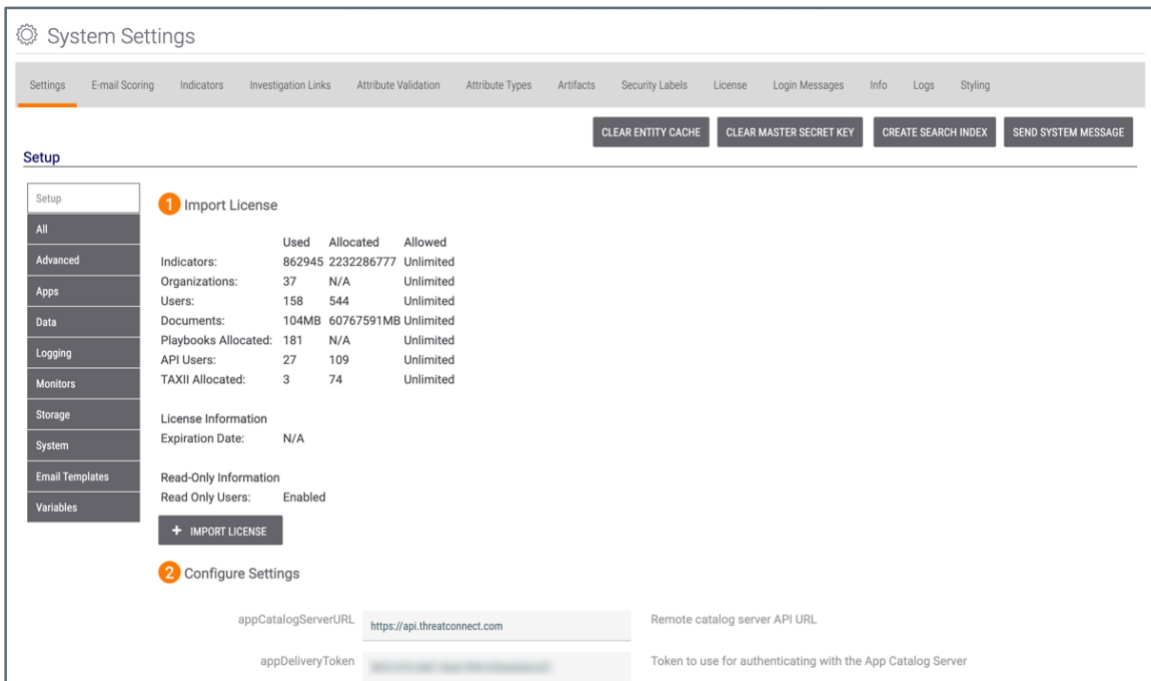 System Settings
Settings E-mail Scoring Indicators Investigation Links Attribute Validation Attribute Types Artifacts Security Labels License Login Messages Info Logs Styling
CLEAR ENTITY CACHE CLEAR MASTER SECRET KEY CREATE SEARCH INDEX SEND SYSTEM MESSAGE
Setup
Setup
All
Advanced
Apps
Data
Logging
Monitors
Storage
System
Email Templates
Variables
1 Import License
Used Allocated Allowed
Indicators: 862945 2232286777 Unlimited
Organizations: 37 N/A Unlimited
Users: 158 544 Unlimited
Documents: 104MB 60767591MB Unlimited
Playbooks Allocated: 181 N/A Unlimited
API Users: 27 109 Unlimited
TAXII Allocated: 3 74 Unlimited
License Information
Expiration Date: N/A
Read-Only Information
Read Only Users: Enabled
+ IMPORT LICENSE
2 Configure Settings
appCatalogServerURL https://api.threatconnect.com Remote catalog server API URL
appDeliveryToken Token to use for authenticating with the App Catalog Server